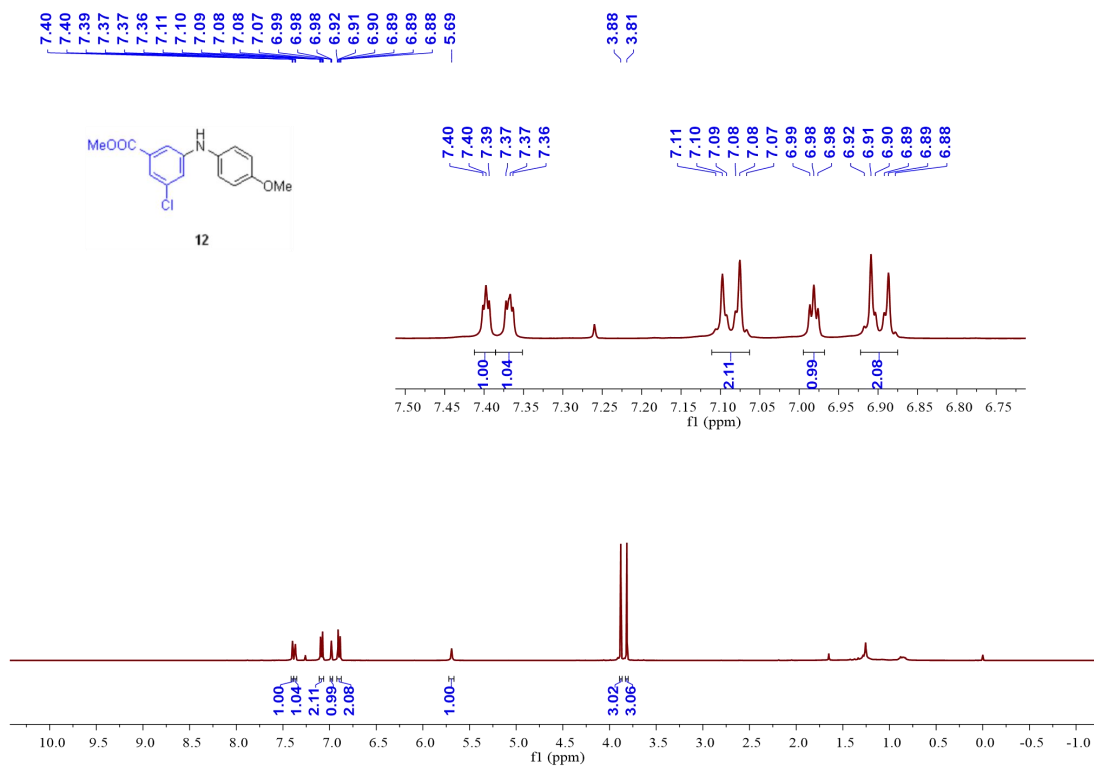 7.40 7.40 7.39 7.37 7.37 7.36 7.11 7.10 7.09 7.08 7.08 7.07 6.99 6.98 6.98 6.92 6.91 6.90 6.89 6.89 6.88 5.69 3.88 3.81
H
MeOOC N
OMe
Cl
12
7.40 7.40 7.39 7.37 7.37 7.36 7.11 7.10 7.09 7.08 7.08 7.07 6.99 6.98 6.98 6.92 6.91 6.90 6.89 6.89 6.88
1.00 1.04 2.11 0.99 2.08
7.50 7.45 7.40 7.35 7.30 7.25 7.20 7.15 7.10 7.05 7.00 6.95 6.90 6.85 6.80 6.75
f1 (ppm)
1.00 1.04 2.11 0.99 2.08 1.00 3.02 3.06
10.0 9.5 9.0 8.5 8.0 7.5 7.0 6.5 6.0 5.5 5.0 4.5 4.0 3.5 3.0 2.5 2.0 1.5 1.0 0.5 0.0 -0.5 -1.0
f1 (ppm)